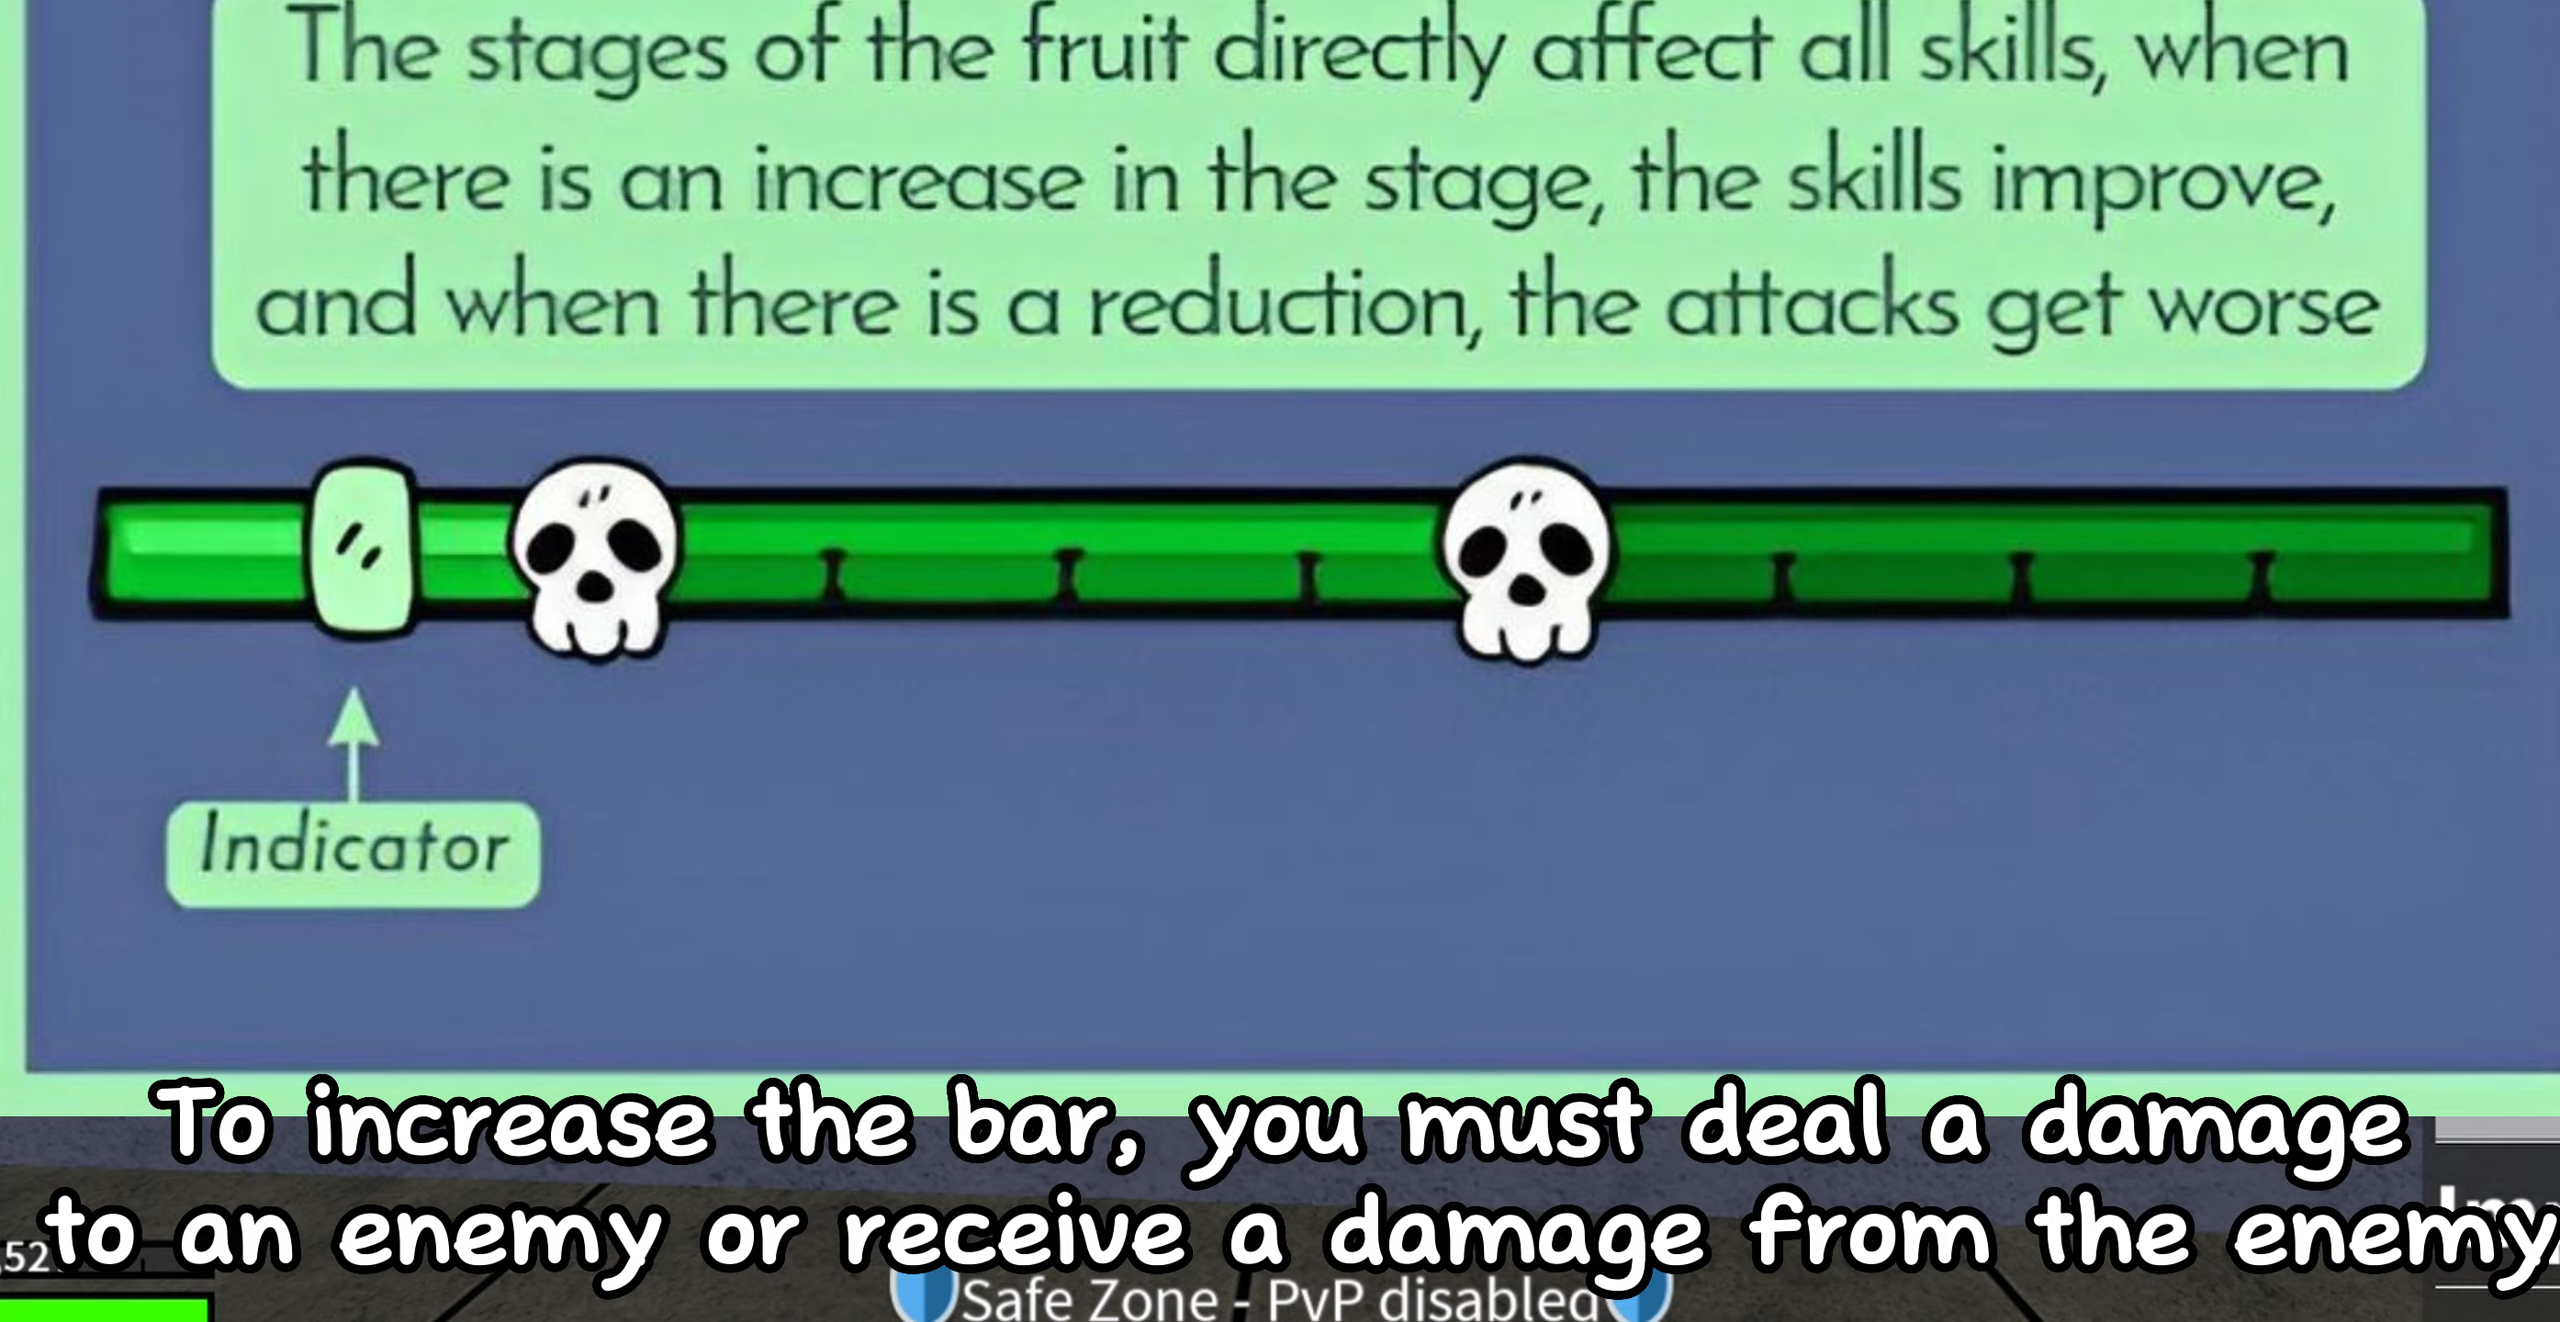 The stages of the fruit directly affect all skills, when
there is an increase in the stage, the skills improve,
and when there is a reduction, the attacks get worse
Indicator
To increase the bar, you must deal a damage
to an enemy or receive a damage from the enemy
Safe Zone - PvP disabled